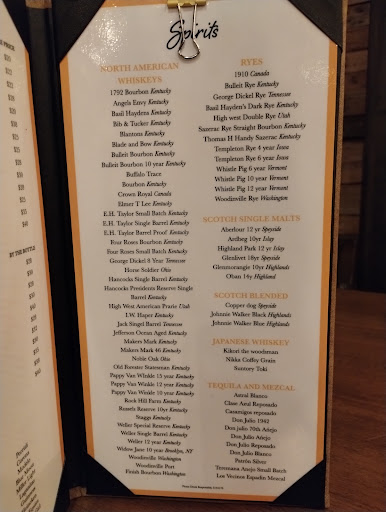 Spirits
NORTH AMERICAN
WHISKEYS
1792 Bourbon Kentucky
Angels Envy Kentucky
Basil Haydens Kentucky
Bib & Tucker Kentucky
Blantons Kentucky
Blade and Bow Kentucky
Bulleit Bourbon Kentucky
Bulleit Bourbon 10 year Kentucky
Buffalo Trace
Bourbon Kentucky
Crown Royal Canada
Elmer T Lee Kentucky
E.H. Taylor Small Batch Kentucky
E.H. Taylor Single Barrel Kentucky
E.H. Taylor Barrel Proof Kentucky
Four Roses Bourbon Kentucky
Four Roses Small Batch Kentucky
George Dickel 8 Year Tennessee
Horse Soldier Ohio
Hancocks Single Barrel Kentucky
Hancocks Presidents Reserve Single
Barrel Kentucky
High West American Prarie Utah
I.W. Haper Kentucky
Jack Singel Barrel Tennessee
Jefferson Ocean Aged Kentucky
Makers Mark Kentucky
Makers Mark 46 Kentucky
Noble Oak Ohio
Old Forester Statesman Kentucky
Pappy Van Winkle 15 year Kentucky
Pappy Van Winkle 12 year Kentucky
Pappy Van Winkle 10 year Kentucky
Rock Hill Farm Kentucky
Russels Reserve 10yr Kentucky
Staggs Kentucky
Weller Special Reserve Kentucky
Weller Single Barrel Kentucky
Weller 12 year Kentucky
Widow Jane 10 year Brooklyn, NY
Woodinville Washington
Woodinville Port
Finish Bourbon Washington
RYES
1910 Canada
Bulleit Rye Kentucky
George Dickel Rye Tennessee
Basil Hayden's Dark Rye Kentucky
High west Double Rye Utah
Sazerac Rye Straight Bourbon Kentucky
Thomas H Handy Sazerac Kentucky
Templeton Rye 4 year Iowa
Templeton Rye 6 year Iowa
Whistle Pig 6 year Vermont
Whistle Pig 10 year Vermont
Whistle Pig 12 year Vermont
Woodinville Rye Washington
SCOTCH SINGLE MALTS
Aberlour 12 yr Speyside
Ardbeg 10yr Islay
Highland Park 12 yr Islay
Glenlivet 18yr Speyside
Glenmorangie 10yr Highlands
Oban 14y Highland
SCOTCH BLENDED
Copper dog Speyside
Johnnie Walker Black Highlands
Johnnie Walker Blue Highlands
JAPANESE WHISKEY
Kikori the woodman
Nikka Coffey Grain
Suntory Toki
TEQUILA AND MEZCAL
Astral Blanco
Clase Azul Reposado
Casamigos reposado
Don Julio 1942
Don julio 70th Añejo
Don Julio Añejo
Don Julio Reposado
Don Julio Blanco
Patrón Silver
Teremana Anejo Small Batch
Los Vecinos Espadin Mezcal
BY THE BOTTLE